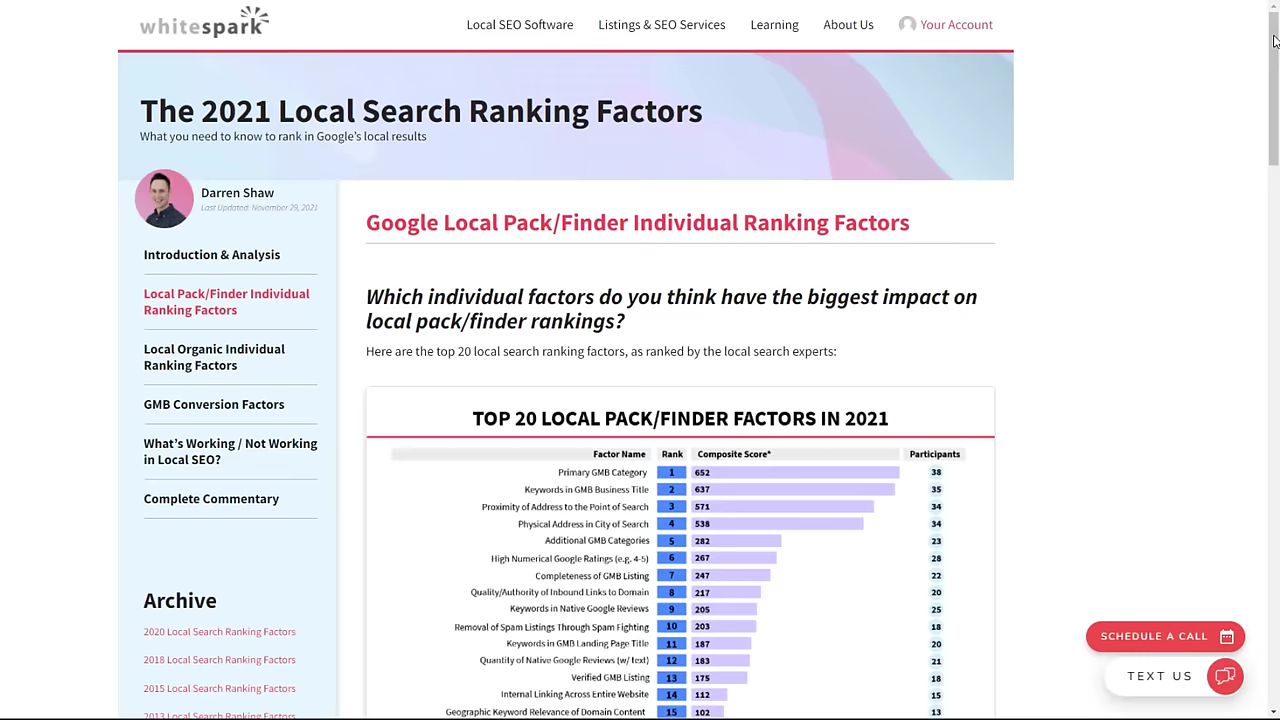 whitespark
Local SEO Software
Listings & SEO Services
Learning
About Us
Your Account
The 2021 Local Search Ranking Factors
What you need to know to rank in Google's local results
Darren Shaw
Last Updated: November 29, 2021
Introduction & Analysis
Local Pack/Finder Individual
Ranking Factors
Local Organic Individual
Ranking Factors
GMB Conversion Factors
What's Working / Not Working
in Local SEO?
Complete Commentary
Archive
2020 Local Search Ranking Factors
2018 Local Search Ranking Factors
2015 Local Search Ranking Factors
2013 Local Search Ranking Factors
Google Local Pack/Finder Individual Ranking Factors
Which individual factors do you think have the biggest impact on
local pack/finder rankings?
Here are the top 20 local search ranking factors, as ranked by the local search experts:
TOP 20 LOCAL PACK/FINDER FACTORS IN 2021
Factor Name Rank Composite Score* Participants
Primary GMB Category 1 652 38
Keywords in GMB Business Title 2 637 35
Proximity of Address to the Point of Search 3 571 34
Physical Address in City of Search 4 538 34
Additional GMB Categories 5 282 23
High Numerical Google Ratings (e.g. 4-5) 6 267 28
Completeness of GMB Listing 7 247 22
Quality/Authority of Inbound Links to Domain 8 217 20
Keywords in Native Google Reviews 9 205 25
Removal of Spam Listings Through Spam Fighting 10 203 18
Keywords in GMB Landing Page Title 11 187 20
Quantity of Native Google Reviews (w/ text) 12 183 21
Verified GMB Listing 13 175 18
Internal Linking Across Entire Website 14 112 15
Geographic Keyword Relevance of Domain Content 15 102 13
SCHEDULE A CALL
TEXT US